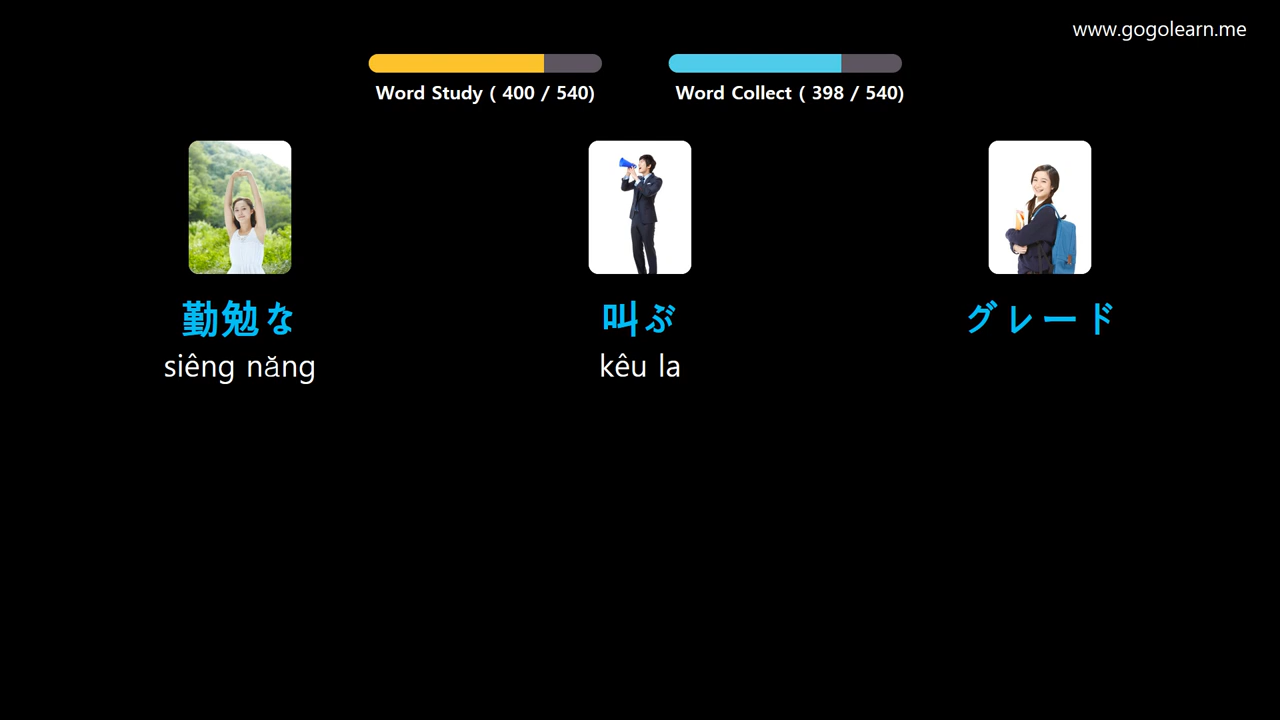 www.gogolearn.me
Word Study ( 400 / 540)
Word Collect ( 398 / 540)
勤勉な
叫ぶ
グレード
siêng năng
kêu la